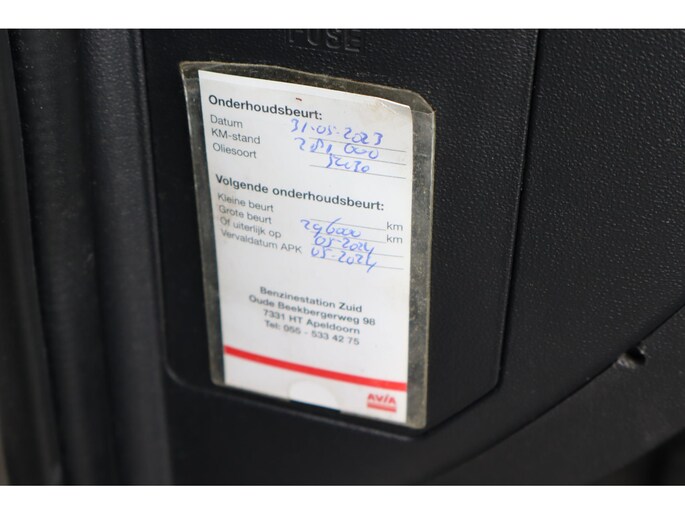 FUSE
Onderhoudsbeurt:
Datum 31-05-2023
KM-stand 281 000
Oliesoort 5W30
Volgende onderhoudsbeurt:
Kleine beurt km
Grote beurt 296000 km
Of uiterlijk op 05-2024
Vervaldatum APK 05-2024
Benzinestation Zuid
Oude Beekbergerweg 98
7331 HT Apeldoorn
Tel: 055 - 533 42 75
AVIA